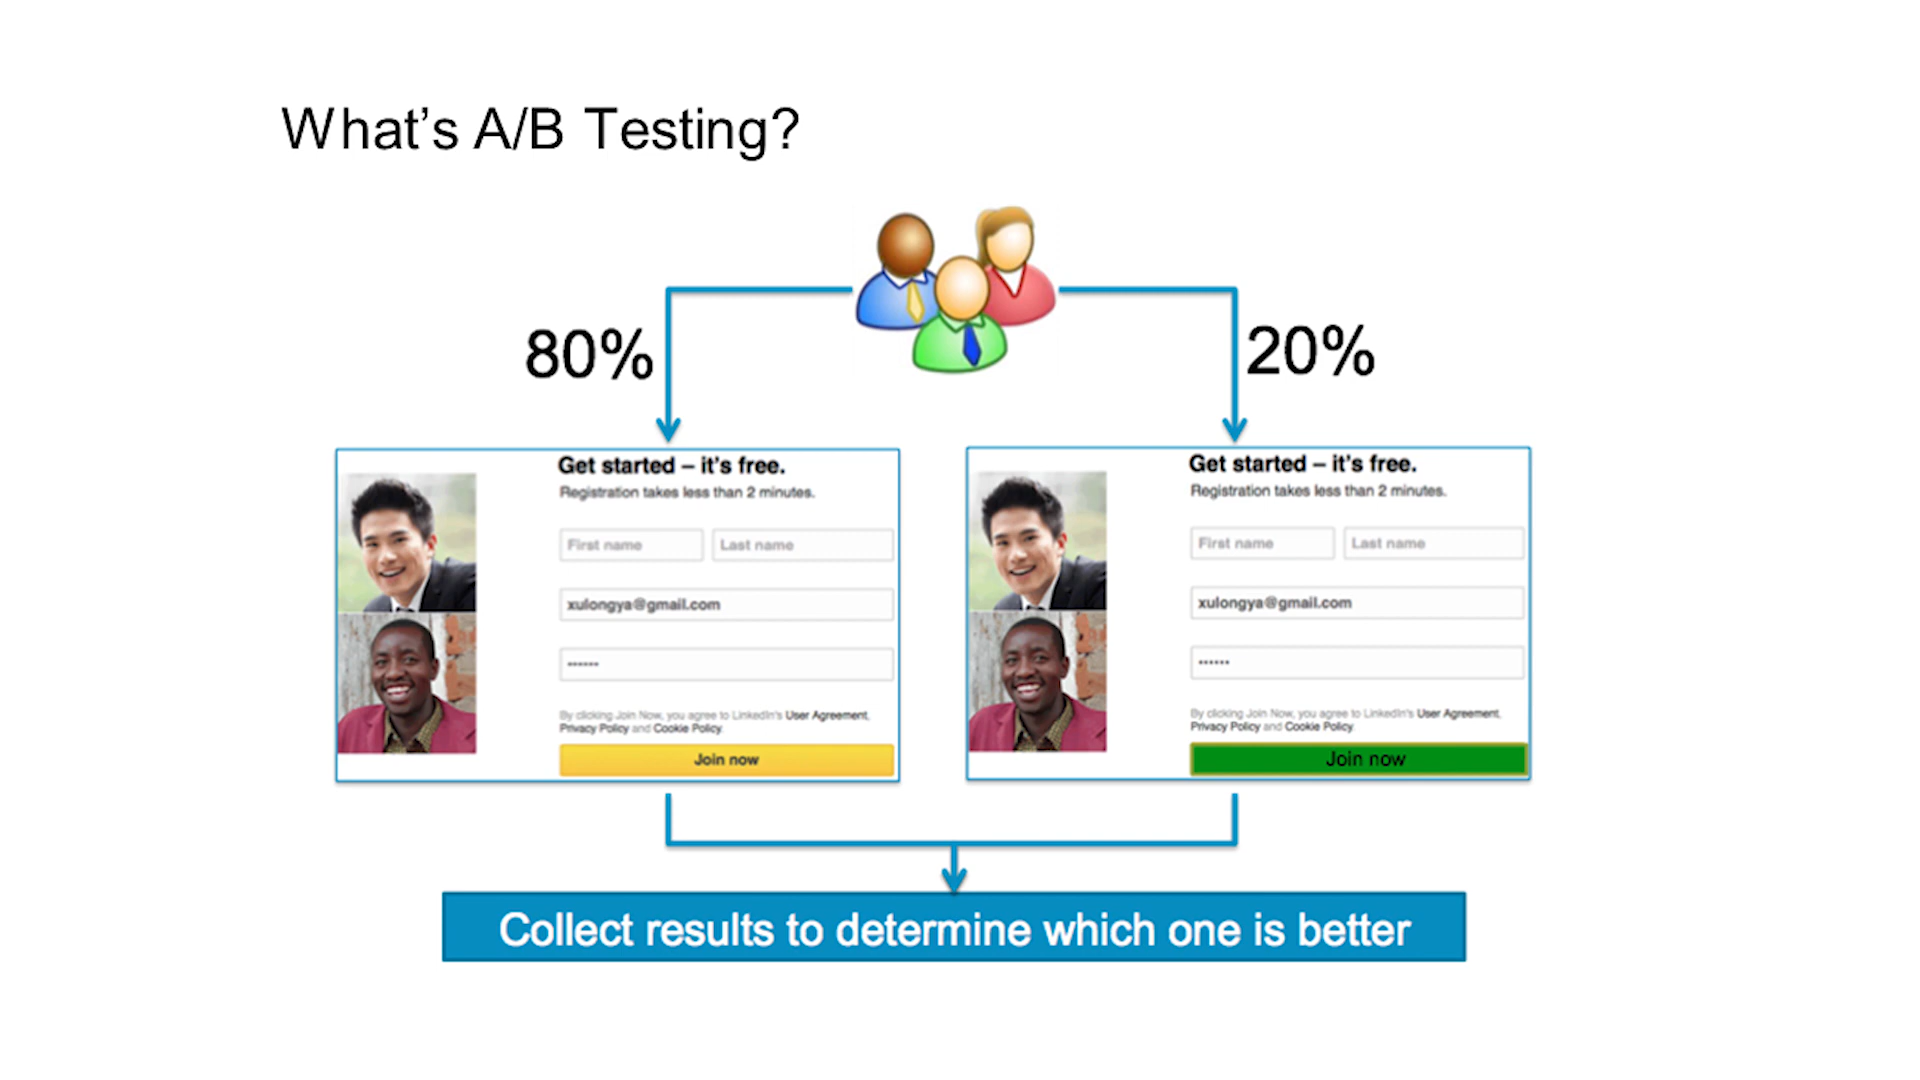 What’s A/B Testing?
80%
20%
Get started – it's free.
Registration takes less than 2 minutes.
First name
Last name
xulongya@gmail.com
••••••
By clicking Join Now, you agree to LinkedIn's User Agreement,
Privacy Policy and Cookie Policy.
Join now
Get started – it's free.
Registration takes less than 2 minutes.
First name
Last name
xulongya@gmail.com
••••••
By clicking Join Now, you agree to LinkedIn's User Agreement,
Privacy Policy and Cookie Policy.
Join now
Collect results to determine which one is better